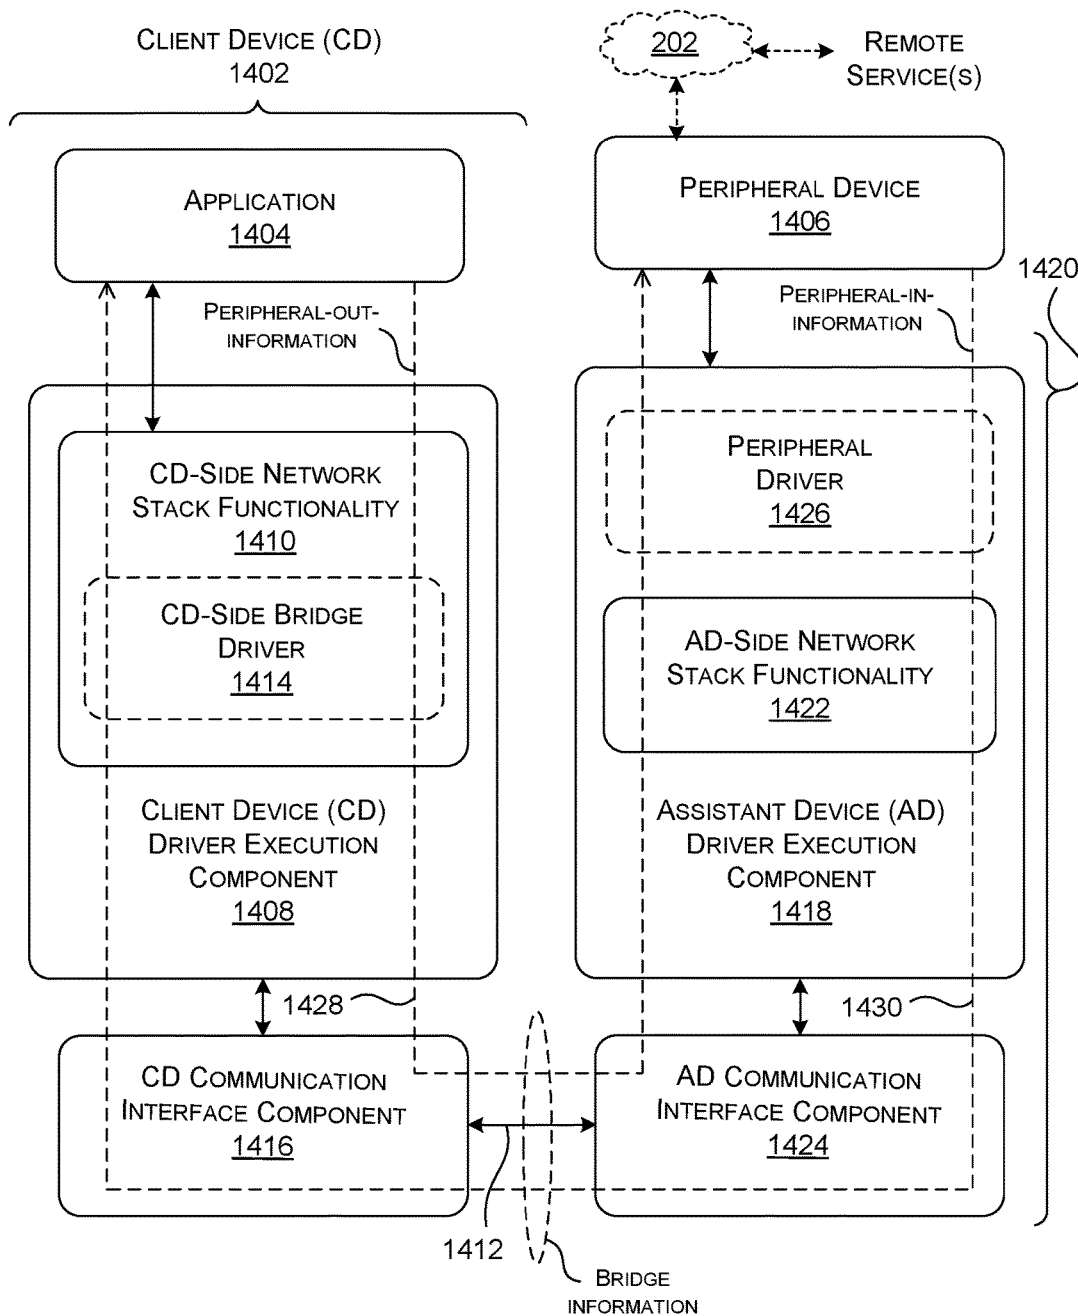 CLIENT DEVICE (CD)
1402
202
REMOTE
SERVICE(S)
APPLICATION
1404
PERIPHERAL DEVICE
1406
1420
PERIPHERAL-OUT-
INFORMATION
PERIPHERAL-IN-
INFORMATION
CD-SIDE NETWORK
STACK FUNCTIONALITY
1410
CD-SIDE BRIDGE
DRIVER
1414
CLIENT DEVICE (CD)
DRIVER EXECUTION
COMPONENT
1408
PERIPHERAL
DRIVER
1426
AD-SIDE NETWORK
STACK FUNCTIONALITY
1422
ASSISTANT DEVICE (AD)
DRIVER EXECUTION
COMPONENT
1418
1428
1430
CD COMMUNICATION
INTERFACE COMPONENT
1416
AD COMMUNICATION
INTERFACE COMPONENT
1424
1412
BRIDGE
INFORMATION